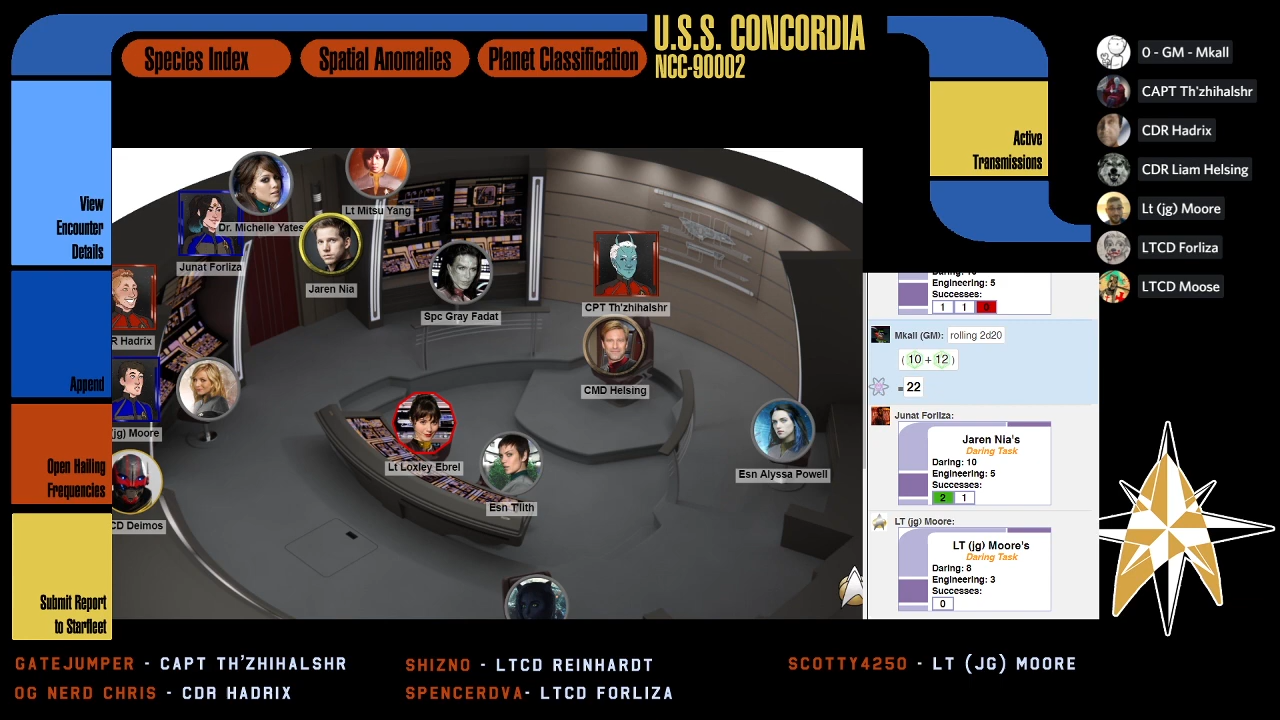 U.S.S. CONCORDIA
NCC-90002
Species Index
Spatial Anomalies
Planet Classification
View
Encounter
Details
Append
Open Hailing
Frequencies
Submit Report
to Starfleet
Active
Transmissions
0 - GM - Mkall
CAPT Th'zhihalshr
CDR Hadrix
CDR Liam Helsing
Lt (jg) Moore
LTCD Forliza
LTCD Moose
Lt Mitsu Yang
Dr. Michelle Yates
Junat Forliza
Jaren Nia
Spc Gray Fadat
CPT Th'zhihalshr
R Hadrix
CMD Helsing
(jg) Moore
Lt Loxley Ebrel
Esn Alyssa Powell
Esn T'lith
CD Deimos
Engineering: 5
Successes:
1 1 0
Mkall (GM): rolling 2d20
(10+12)
=22
Junat Forliza:
Jaren Nia's
Daring Task
Daring: 10
Engineering: 5
Successes:
2 1
LT (jg) Moore:
LT (jg) Moore's
Daring Task
Daring: 8
Engineering: 3
Successes:
0
GATEJUMPER - CAPT TH'ZHIHALSHR
SHIZNO - LTCD REINHARDT
SCOTTY4250 - LT (JG) MOORE
OG NERD CHRIS - CDR HADRIX
SPENCERDVA- LTCD FORLIZA